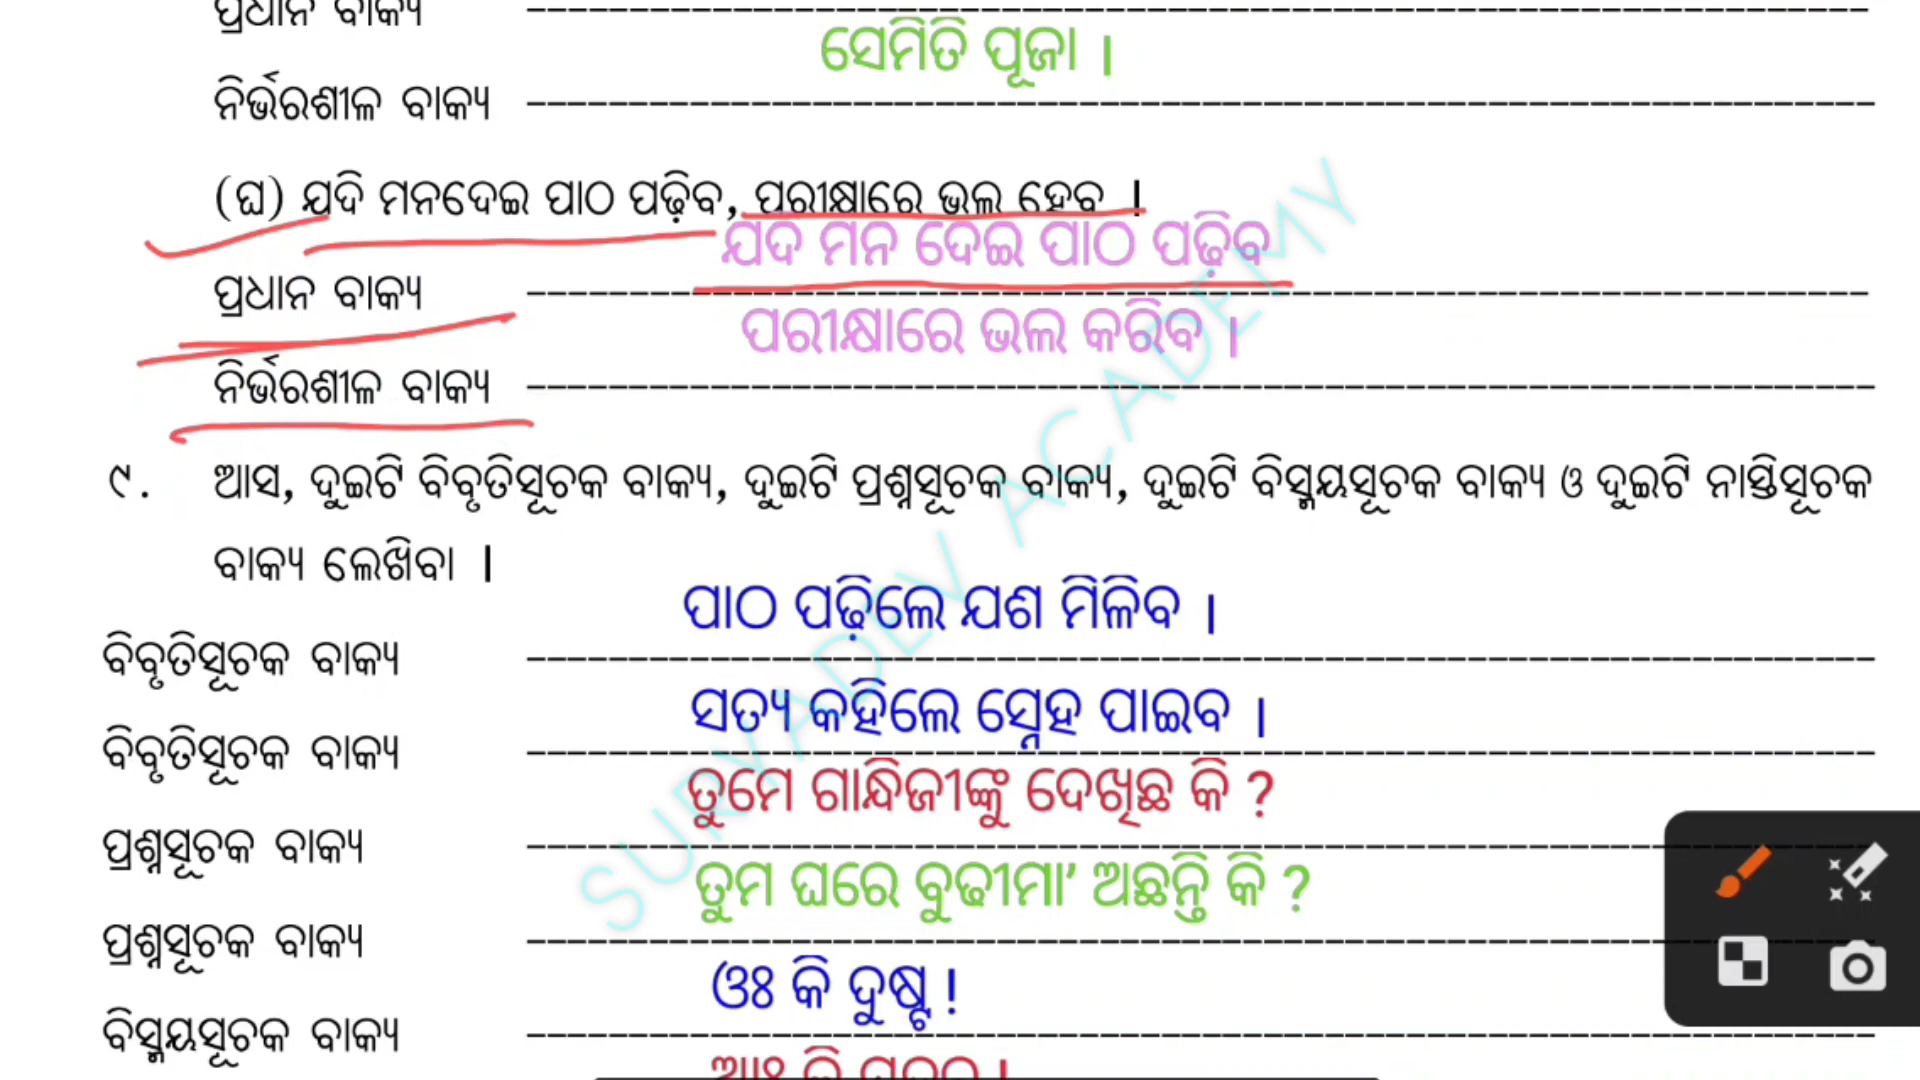 ପ୍ରଧାନ ବାକ୍ୟ
ସେମିତି ପୂଜା ।
ନିର୍ଭରଶୀଳ ବାକ୍ୟ
(ଘ) ଯଦି ମନଦେଇ ପାଠ ପଢ଼ିବ, ପରୀକ୍ଷାରେ ଭଲ ହେବ ।
ଯଦି ମନ ଦେଇ ପାଠ ପଢ଼ିବ
ପ୍ରଧାନ ବାକ୍ୟ
ପରୀକ୍ଷାରେ ଭଲ କରିବ ।
ନିର୍ଭରଶୀଳ ବାକ୍ୟ
୯. ଆସ, ଦୁଇଟି ବିବୃତିସୂଚକ ବାକ୍ୟ, ଦୁଇଟି ପ୍ରଶ୍ନସୂଚକ ବାକ୍ୟ, ଦୁଇଟି ବିସ୍ମୟସୂଚକ ବାକ୍ୟ ଓ ଦୁଇଟି ନାସ୍ତିସୂଚକ
ବାକ୍ୟ ଲେଖିବା ।
ପାଠ ପଢ଼ିଲେ ଯଶ ମିଳିବ ।
ବିବୃତିସୂଚକ ବାକ୍ୟ
ସତ୍ୟ କହିଲେ ସ୍ନେହ ପାଇବ ।
ବିବୃତିସୂଚକ ବାକ୍ୟ
ତୁମେ ଗାନ୍ଧିଜୀଙ୍କୁ ଦେଖିଛ କି ?
ପ୍ରଶ୍ନସୂଚକ ବାକ୍ୟ
ତୁମ ଘରେ ବୁଢୀମା' ଅଛନ୍ତି କି ?
ପ୍ରଶ୍ନସୂଚକ ବାକ୍ୟ
ଓଃ କି ଦୁଷ୍ଟ !
ବିସ୍ମୟସୂଚକ ବାକ୍ୟ
SURYADEV ACADEMY